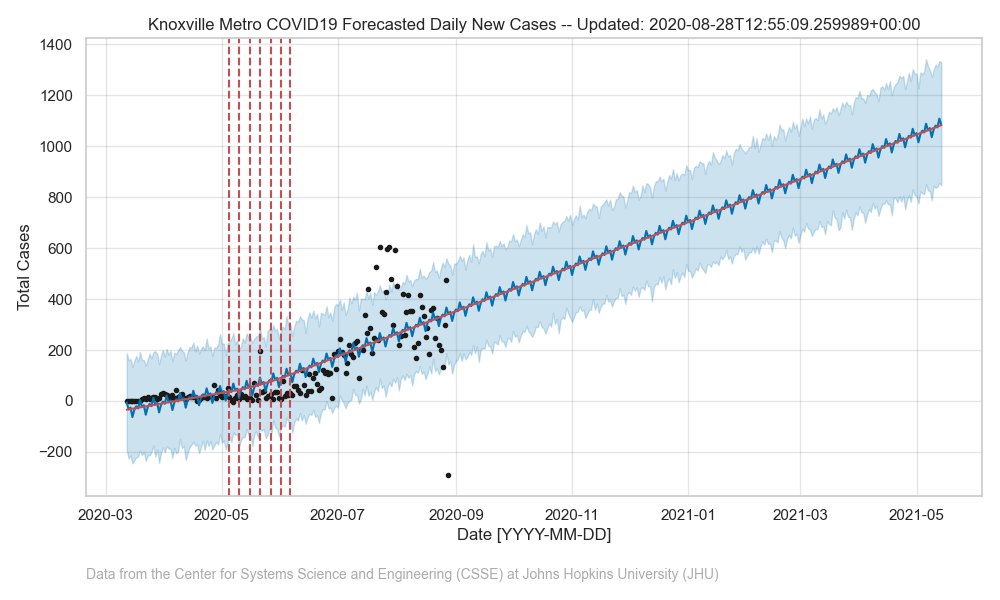 Knoxville Metro COVID19 Forecasted Daily New Cases -- Updated: 2020-08-28T12:55:09.259989+00:00
Total Cases
1400
1200
1000
800
600
400
200
0
−200
2020-03 2020-05 2020-07 2020-09 2020-11 2021-01 2021-03 2021-05
Date [YYYY-MM-DD]
Data from the Center for Systems Science and Engineering (CSSE) at Johns Hopkins University (JHU)